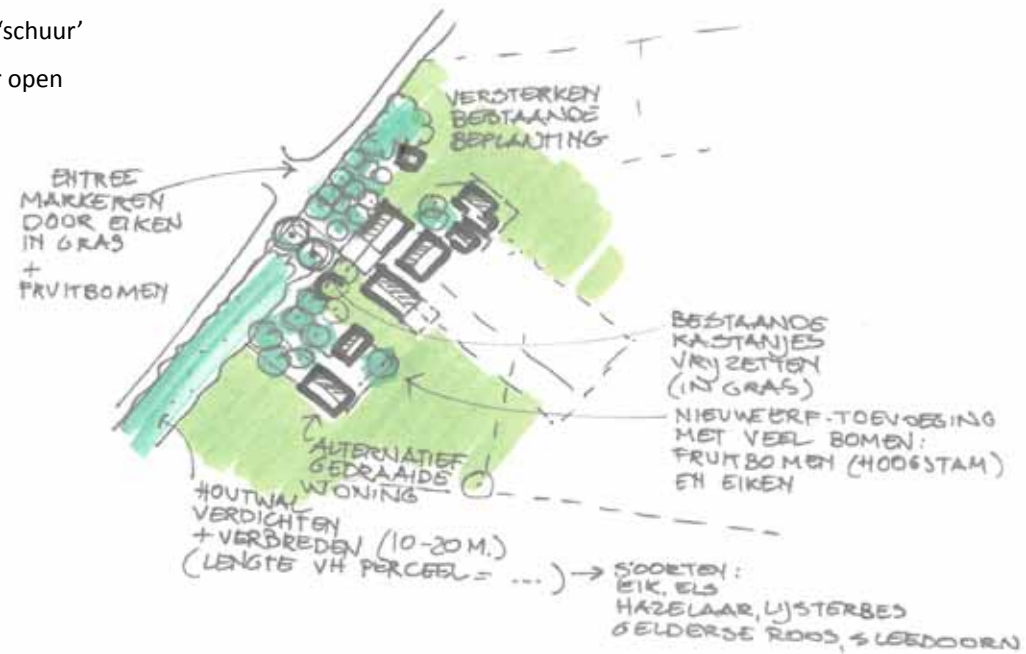 /schuur’
r open
VERSTERKEN
BESTAANDE
BEPLANTING
ENTREE
MARKEREN
DOOR EIKEN
IN GRAS
+
FRUITBOMEN
BESTAANDE
KASTANJES
VRIJZETTEN
(IN GRAS)
NIEUWE ERF-TOEVOEGING
MET VEEL BOMEN:
FRUITBOMEN (HOOGSTAM)
EN EIKEN
ALTERNATIEF
GEDRAAIDE
WONING
HOUTWAL
VERDICHTEN
+ VERBREDEN (10-20 M.)
(LENGTE VH PERCEEL = ...) → SOORTEN:
EIK, ELS
HAZELAAR, LIJSTERBES
GELDERSE ROOS, SLEEDOORN